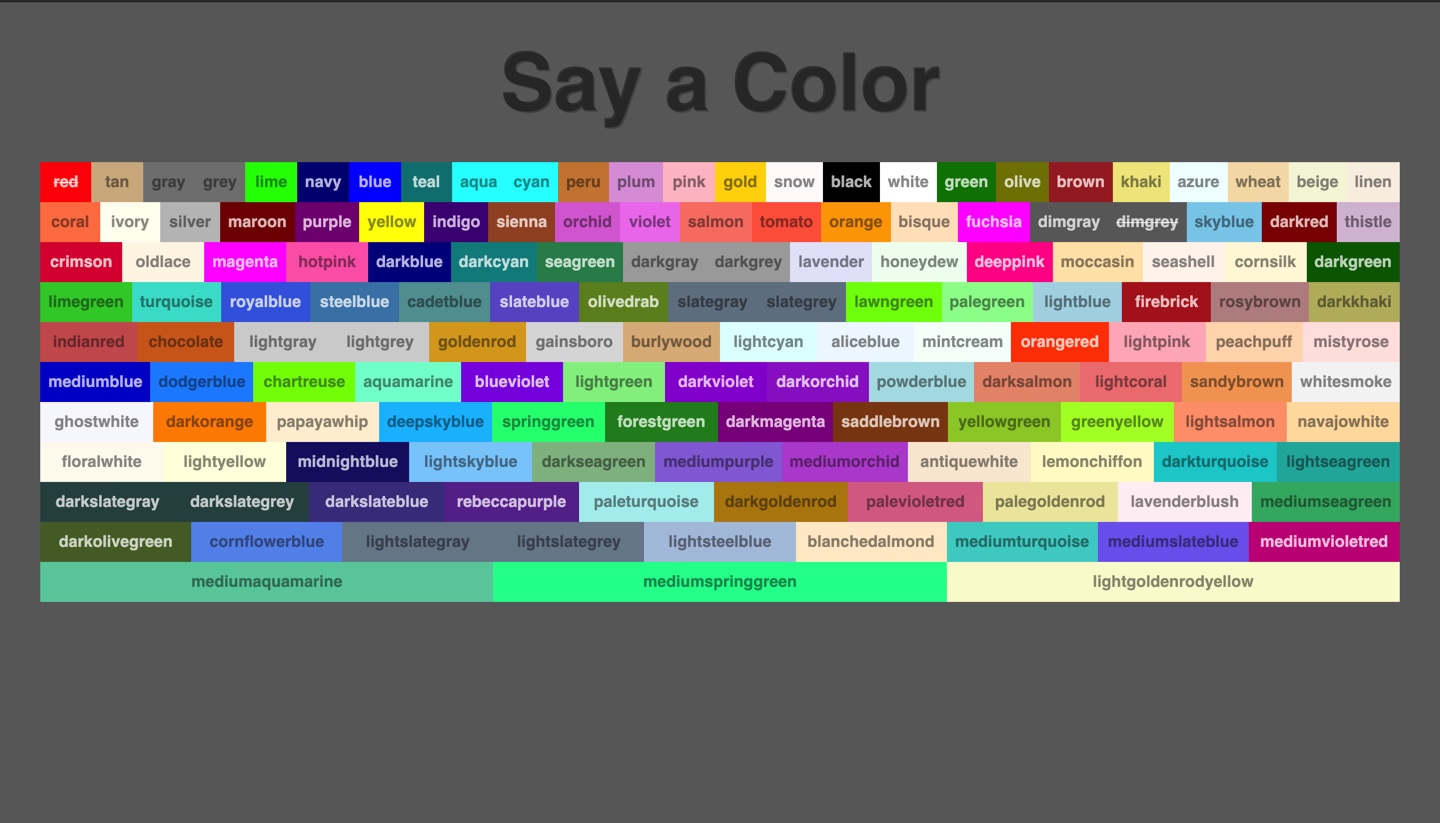 Say a Color
red tan gray grey lime navy blue teal aqua cyan peru plum pink gold snow black white green olive brown khaki azure wheat beige linen
coral ivory silver maroon purple yellow indigo sienna orchid violet salmon tomato orange bisque fuchsia dimgray dimgrey skyblue darkred thistle
crimson oldlace magenta hotpink darkblue darkcyan seagreen darkgray darkgrey lavender honeydew deeppink moccasin seashell cornsilk darkgreen
limegreen turquoise royalblue steelblue cadetblue slateblue olivedrab slategray slategrey lawngreen palegreen lightblue firebrick rosybrown darkkhaki
indianred chocolate lightgray lightgrey goldenrod gainsboro burlywood lightcyan aliceblue mintcream orangered lightpink peachpuff mistyrose
mediumblue dodgerblue chartreuse aquamarine blueviolet lightgreen darkviolet darkorchid powderblue darksalmon lightcoral sandybrown whitesmoke
ghostwhite darkorange papayawhip deepskyblue springgreen forestgreen darkmagenta saddlebrown yellowgreen greenyellow lightsalmon navajowhite
floralwhite lightyellow midnightblue lightskyblue darkseagreen mediumpurple mediumorchid antiquewhite lemonchiffon darkturquoise lightseagreen
darkslategray darkslategrey darkslateblue rebeccapurple paleturquoise darkgoldenrod palevioletred palegoldenrod lavenderblush mediumseagreen
darkolivegreen cornflowerblue lightslategray lightslategrey lightsteelblue blanchedalmond mediumturquoise mediumslateblue mediumvioletred
mediumaquamarine mediumspringgreen lightgoldenrodyellow